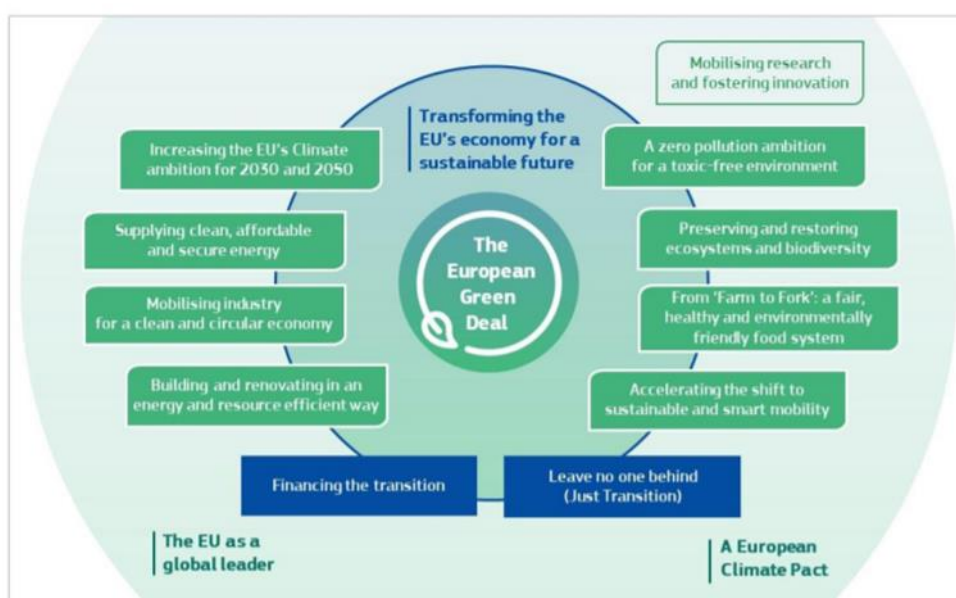 Mobilising research
and fostering innovation
Transforming the
EU's economy for a
sustainable future
Increasing the EU's Climate
ambition for 2030 and 2050
A zero pollution ambition
for a toxic-free environment
Supplying clean, affordable
and secure energy
The
European
Green
Deal
Preserving and restoring
ecosystems and biodiversity
Mobilising industry
for a clean and circular economy
From 'Farm to Fork': a fair,
healthy and environmentally
friendly food system
Building and renovating in an
energy and resource efficient way
Accelerating the shift to
sustainable and smart mobility
Financing the transition
Leave no one behind
(Just Transition)
The EU as a
global leader
A European
Climate Pact